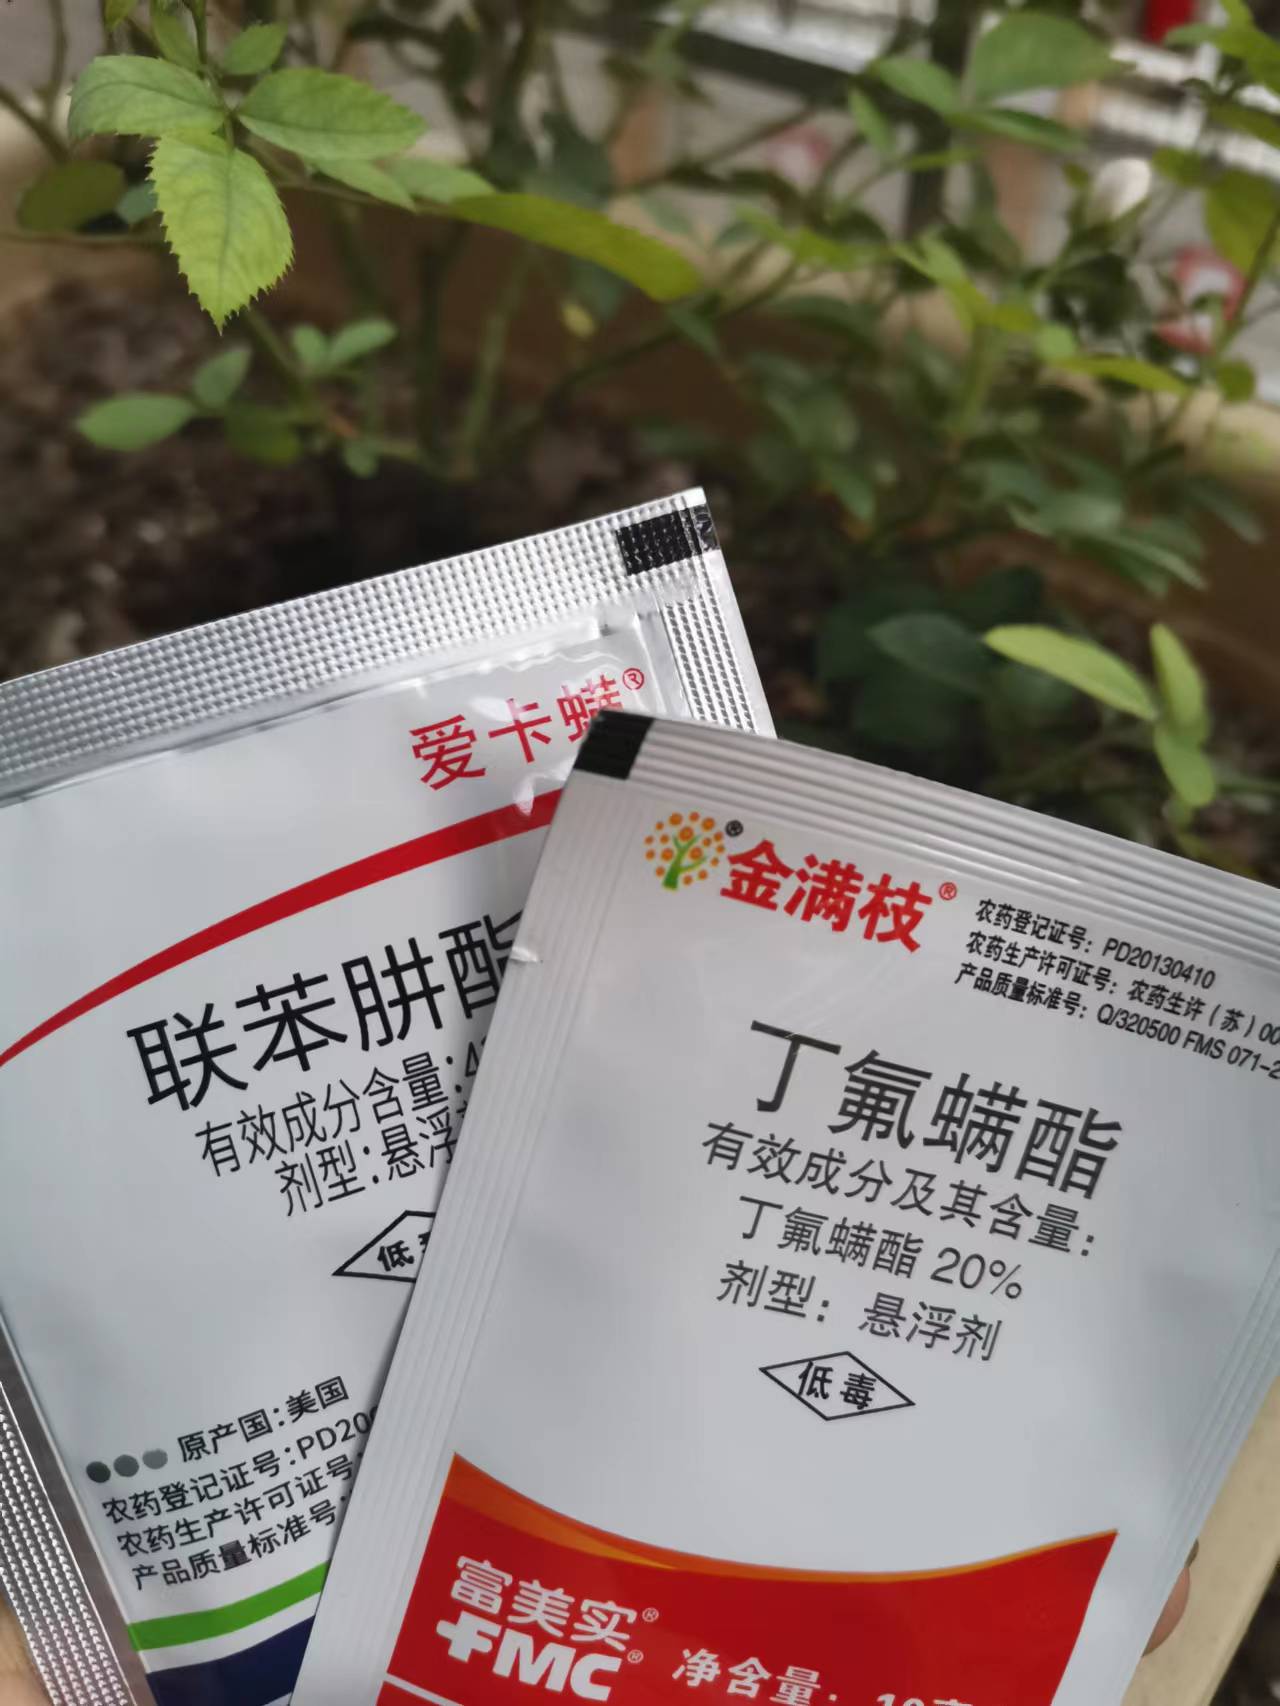 爱卡螨®
联苯肼酯
有效成分含量:4
剂型:悬浮
低毒
原产国:美国
农药登记证号:PD20
农药生产许可证号:
产品质量标准号:
®金满枝®
农药登记证号: PD20130410
农药生产许可证号: 农药生许(苏)00
产品质量标准号: Q/320500 FMS 071-2
丁氟螨酯
有效成分及其含量:
丁氟螨酯 20%
剂型: 悬浮剂
低毒
富美实®
FMC®
净含量: 10